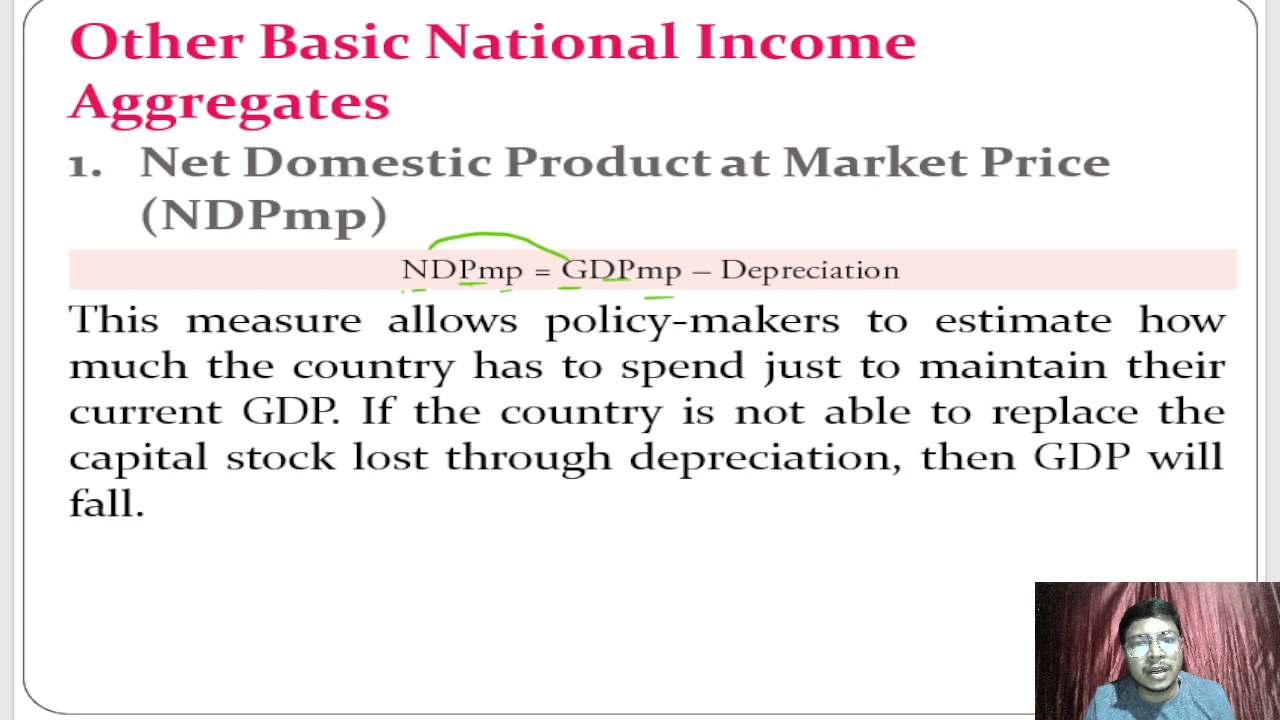 Other Basic National Income
Aggregates
1. Net Domestic Product at Market Price
(NDPmp)
NDPmp = GDPmp – Depreciation
This measure allows policy-makers to estimate how
much the country has to spend just to maintain their
current GDP. If the country is not able to replace the
capital stock lost through depreciation, then GDP will
fall.